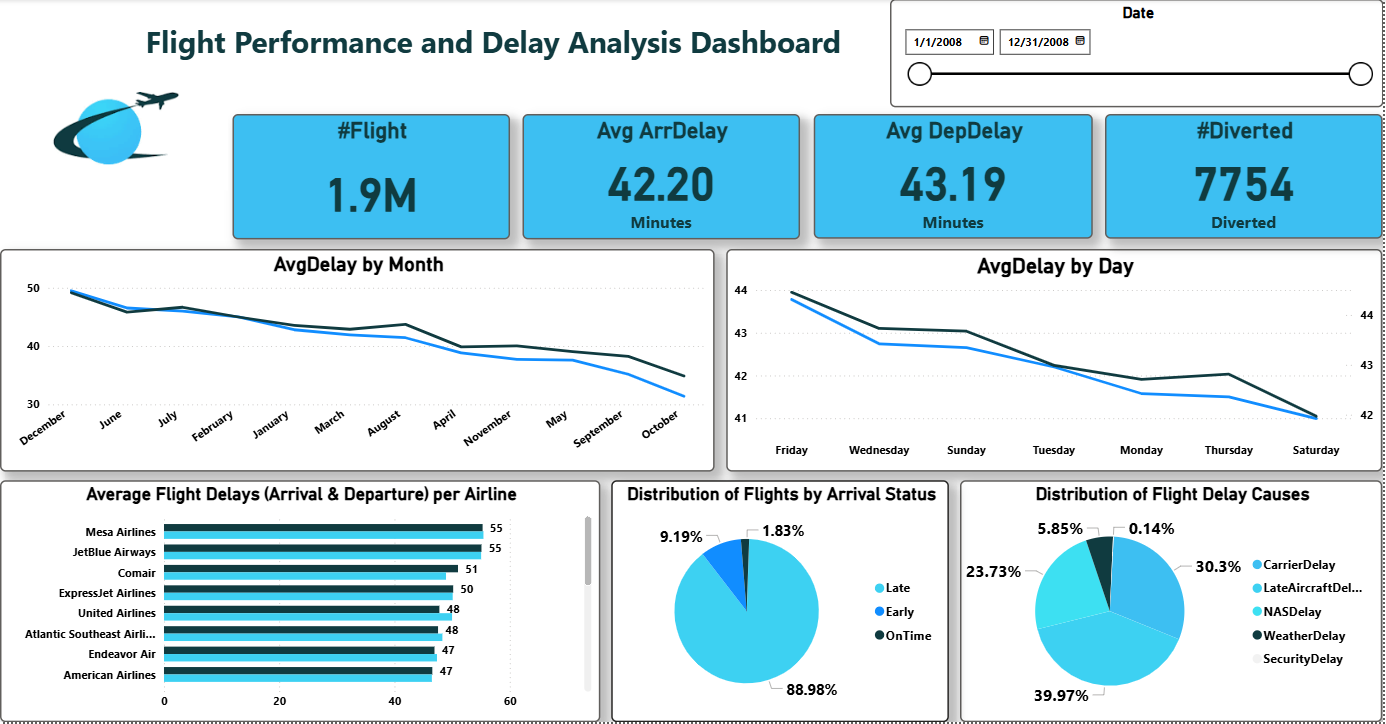 Flight Performance and Delay Analysis Dashboard
Date
1/1/2008
12/31/2008
#Flight
1.9M
Avg ArrDelay
42.20
Minutes
Avg DepDelay
43.19
Minutes
#Diverted
7754
Diverted
AvgDelay by Month
50
40
30
December
June
July
February
January
March
August
April
November
May
September
October
AvgDelay by Day
44
43
42
41
44
43
42
Friday
Wednesday
Sunday
Tuesday
Monday
Thursday
Saturday
Average Flight Delays (Arrival & Departure) per Airline
Mesa Airlines
55
JetBlue Airways
55
Comair
51
ExpressJet Airlines
50
United Airlines
48
Atlantic Southeast Airli...
48
Endeavor Air
47
American Airlines
47
0
20
40
60
Distribution of Flights by Arrival Status
9.19%
1.83%
88.98%
Late
Early
OnTime
Distribution of Flight Delay Causes
5.85%
0.14%
23.73%
30.3%
39.97%
CarrierDelay
LateAircraftDel...
NASDelay
WeatherDelay
SecurityDelay